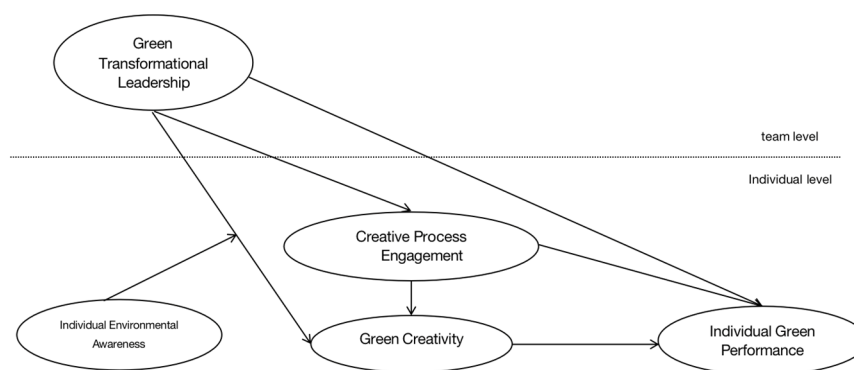 Green
Transformational
Leadership
team level
Individual level
Creative Process
Engagement
Individual Environmental
Awareness
Green Creativity
Individual Green
Performance